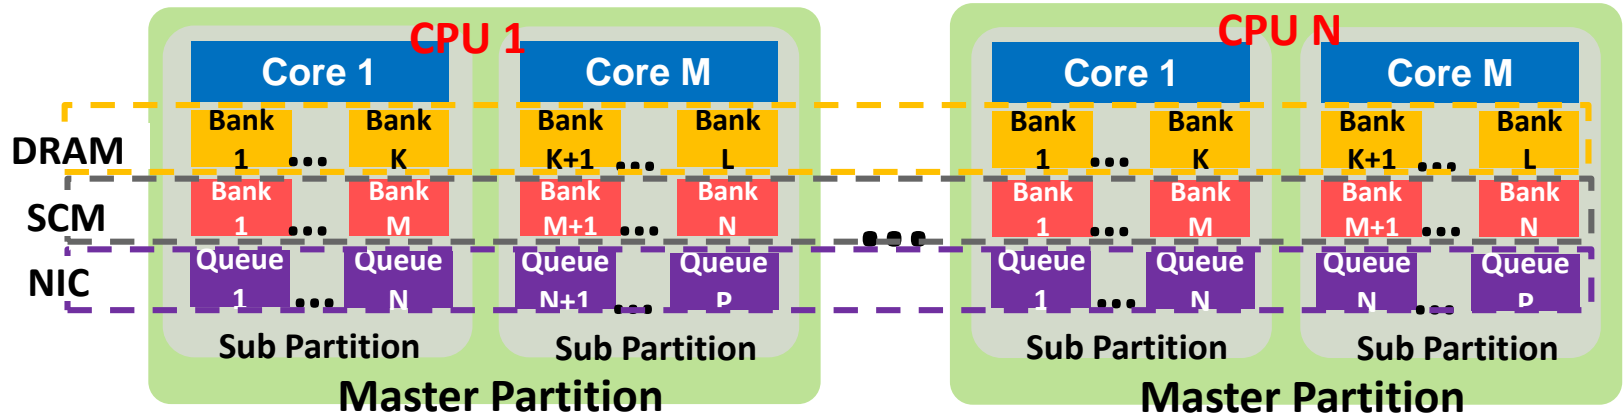 CPU 1 CPU N
Core 1 Core M Core 1 Core M
DRAM
Bank 1 ... Bank K Bank K+1 ... Bank L Bank 1 ... Bank K Bank K+1 ... Bank L
SCM
Bank 1 ... Bank M Bank M+1 ... Bank N ... Bank 1 ... Bank M Bank M+1 ... Bank N
NIC
Queue 1 ... Queue N Queue N+1 ... Queue P Queue 1 ... Queue N Queue N ... Queue P
Sub Partition Sub Partition Sub Partition Sub Partition
Master Partition Master Partition